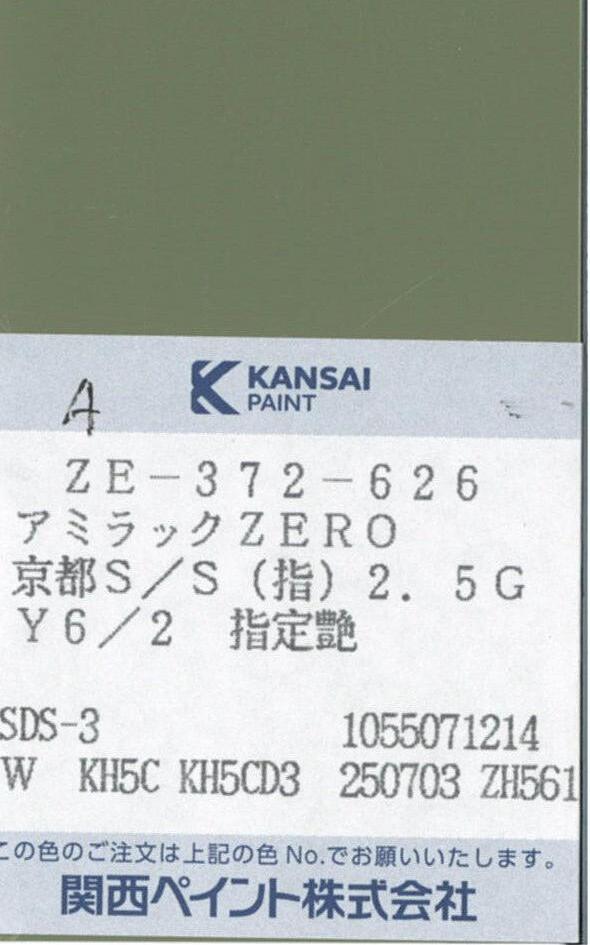 KANSAI
PAINT
A
ZE-372-626
アミラックZERO
京都S/S(指)2.5G
Y6/2 指定艶
SDS-3 1055071214
W KH5C KH5CD3 250703 ZH561
この色のご注文は上記の色No.でお願いいたします。
関西ペイント株式会社